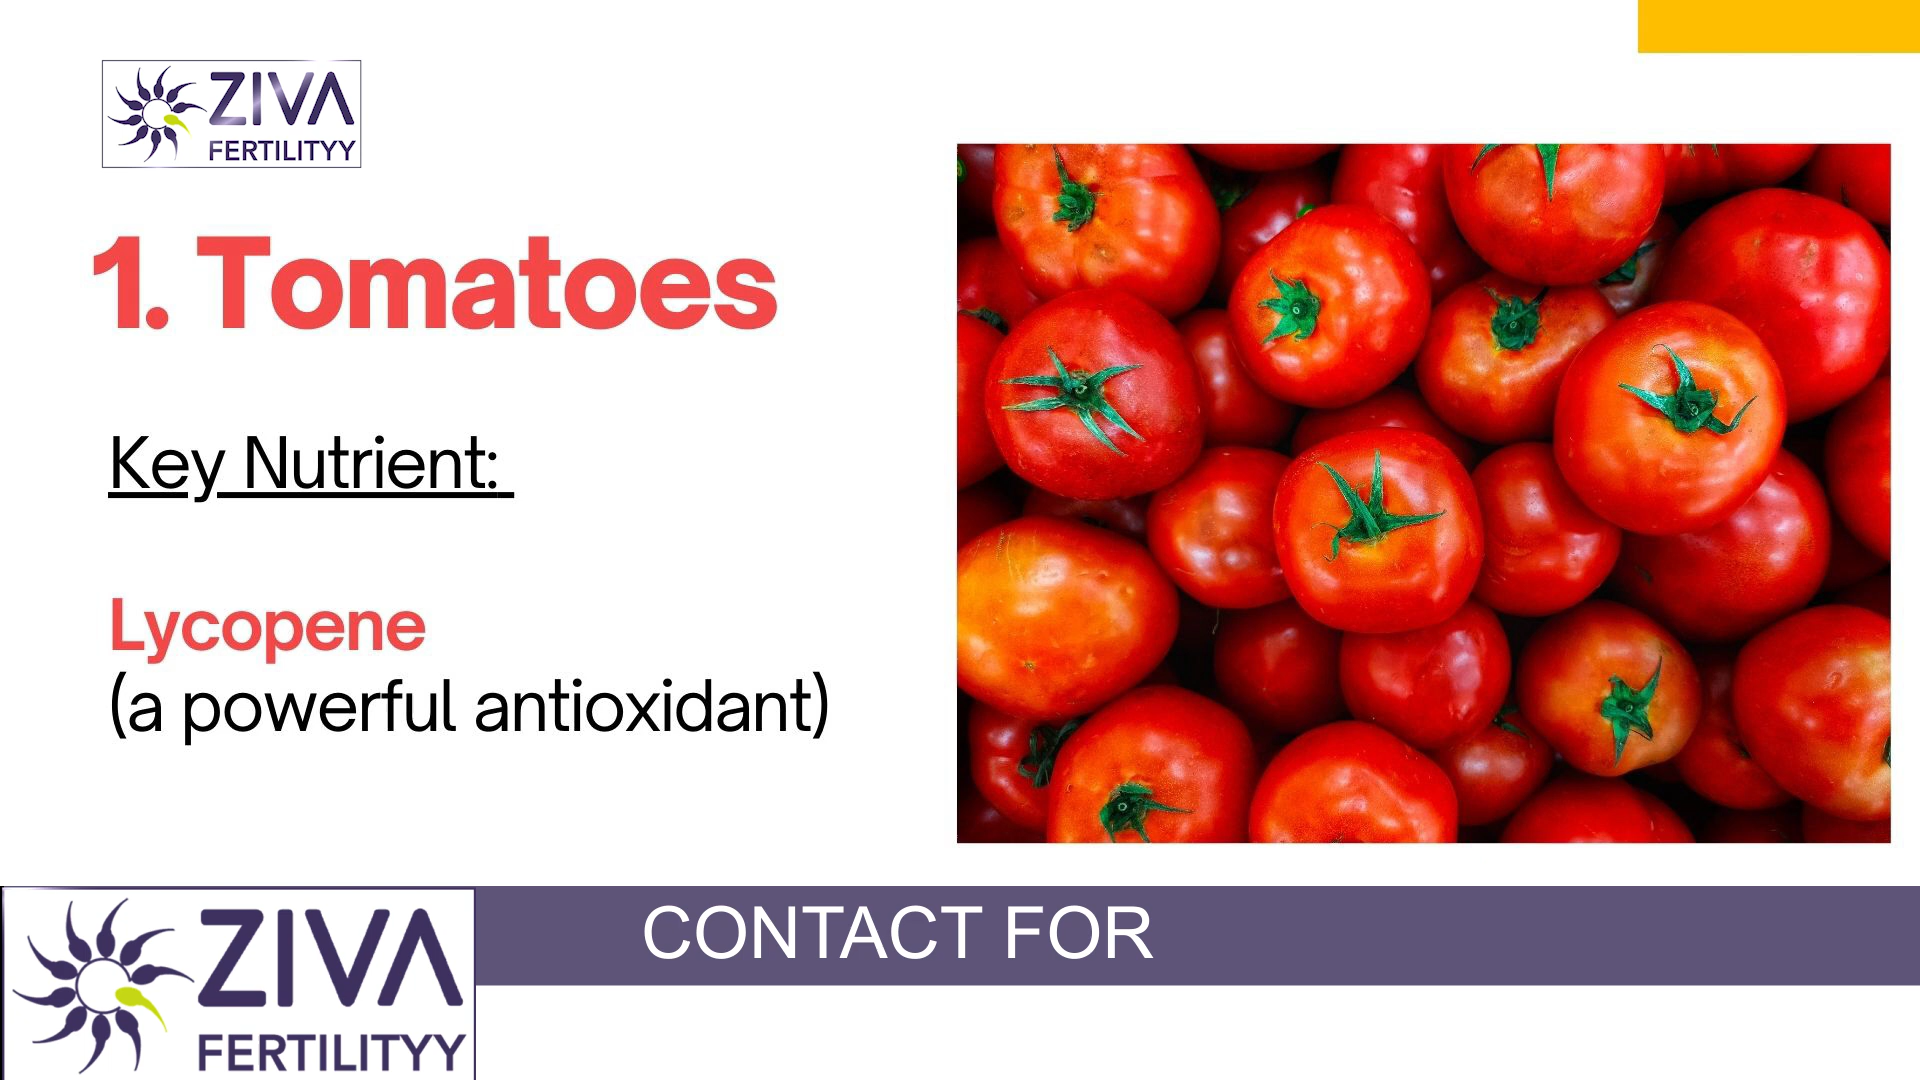 ZIVA
FERTILITYY
1. Tomatoes
Key Nutrient:
Lycopene
(a powerful antioxidant)
CONTACT FOR
ZIVA
FERTILITYY